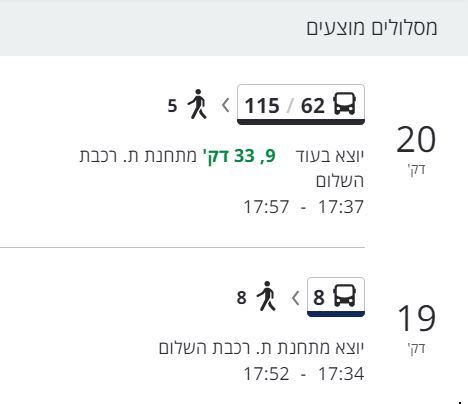 מסלולים מוצעים
20
דק'
62 / 115 5
יוצא בעוד 9, 33 דק' מתחנת ת. רכבת
השלום
17:37 - 17:57
19
דק'
8 8
יוצא מתחנת ת. רכבת השלום
17:34 - 17:52